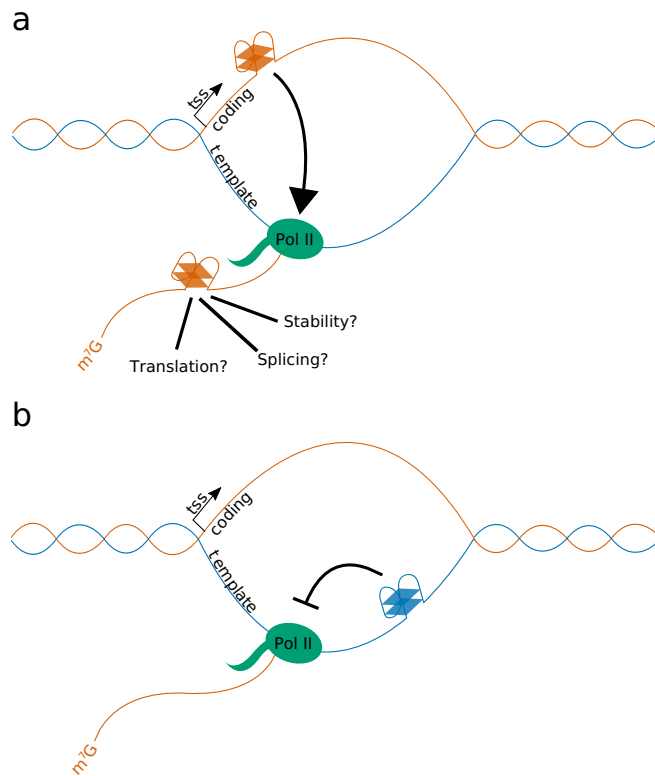 a
tss
coding
template
Pol II
Stability?
Splicing?
Translation?
m⁷G
b
tss
coding
template
Pol II
m⁷G